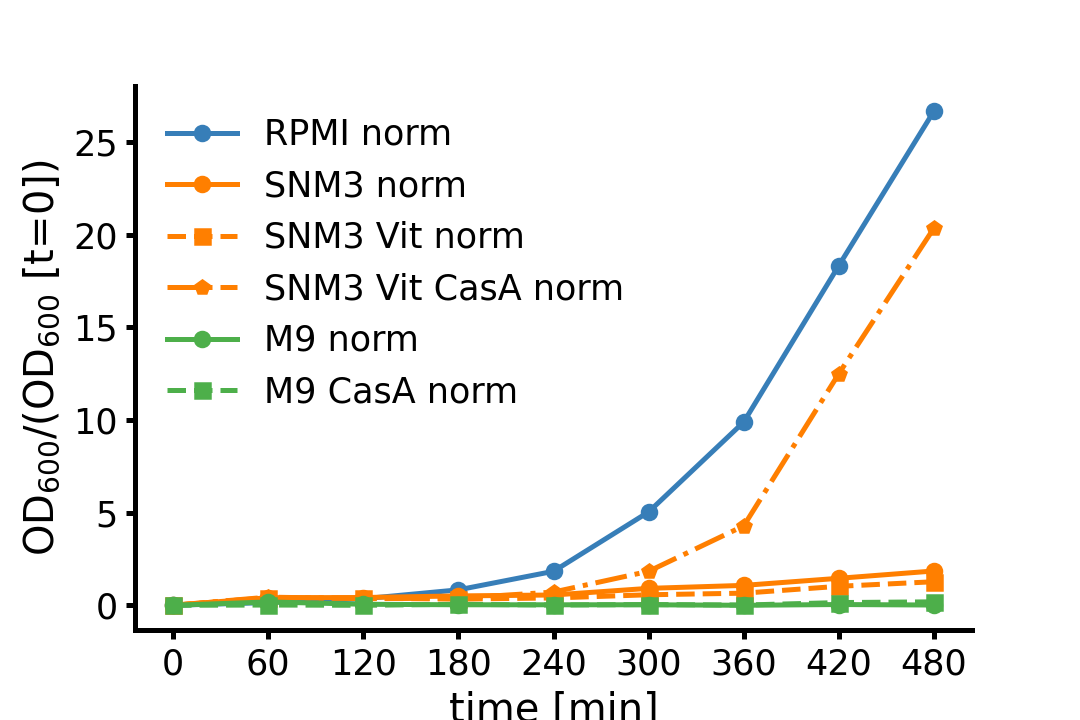 OD600/(OD600 [t=0])
25
20
15
10
5
0
RPMI norm
SNM3 norm
SNM3 Vit norm
SNM3 Vit CasA norm
M9 norm
M9 CasA norm
0 60 120 180 240 300 360 420 480
time [min]